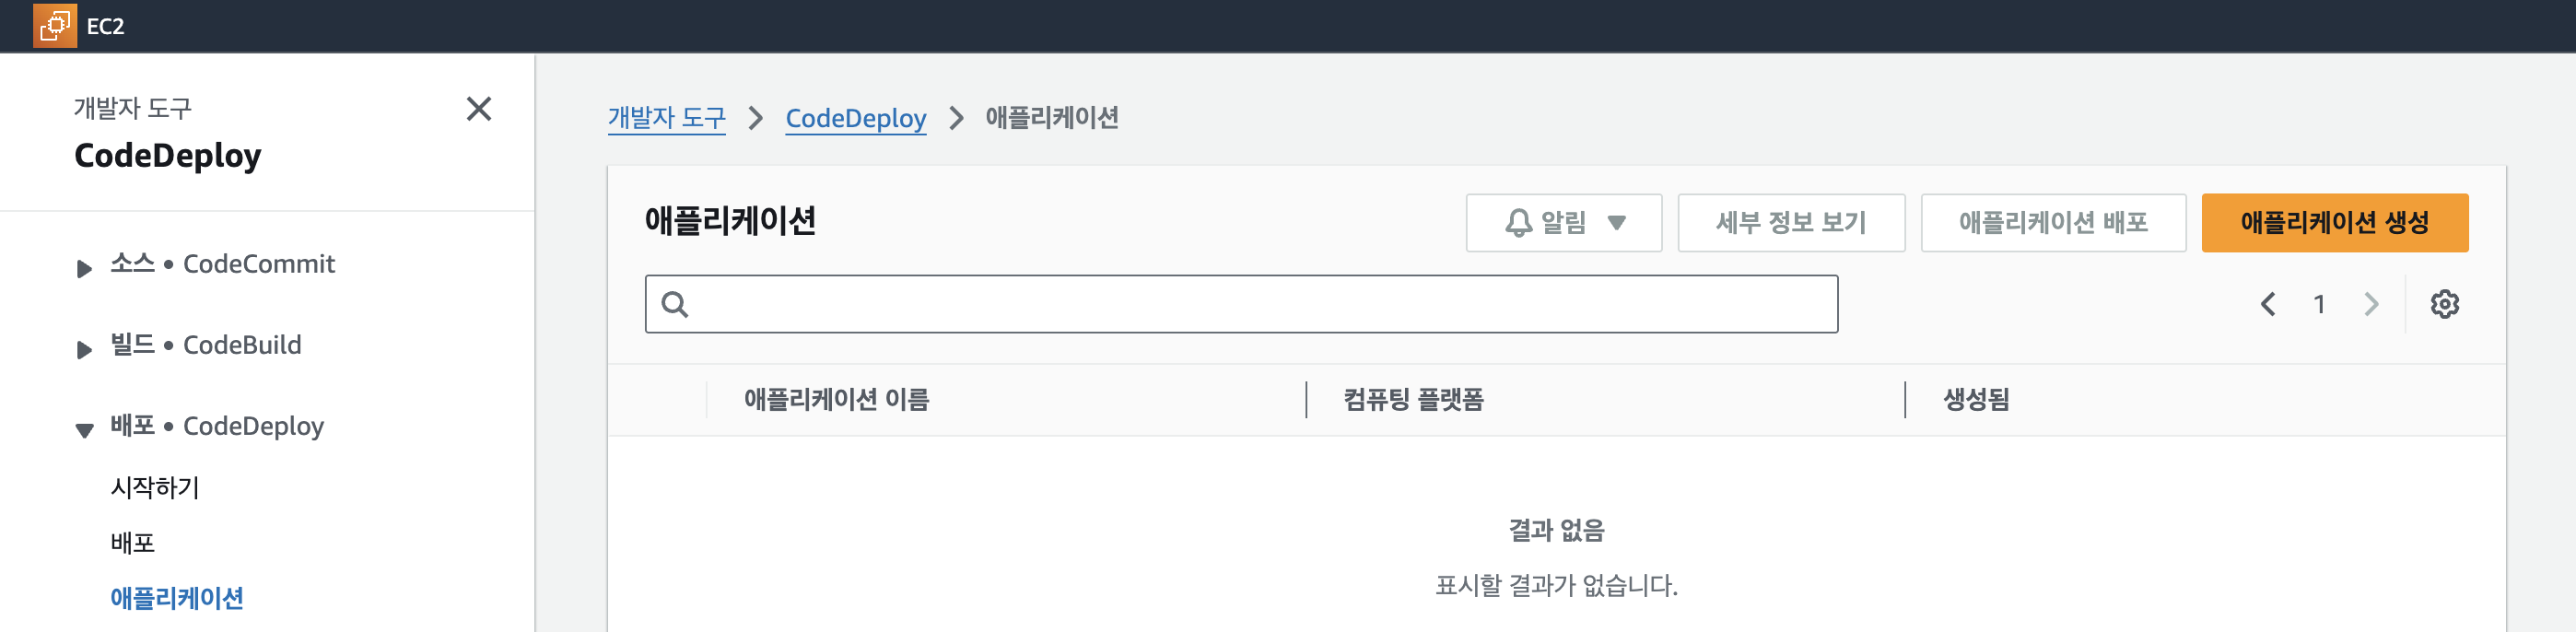 EC2
개발자 도구
CodeDeploy
소스 • CodeCommit
빌드 • CodeBuild
배포 • CodeDeploy
시작하기
배포
애플리케이션
개발자 도구 > CodeDeploy > 애플리케이션
애플리케이션
알림 세부 정보 보기 애플리케이션 배포 애플리케이션 생성
1
애플리케이션 이름 컴퓨팅 플랫폼 생성됨
결과 없음
표시할 결과가 없습니다.